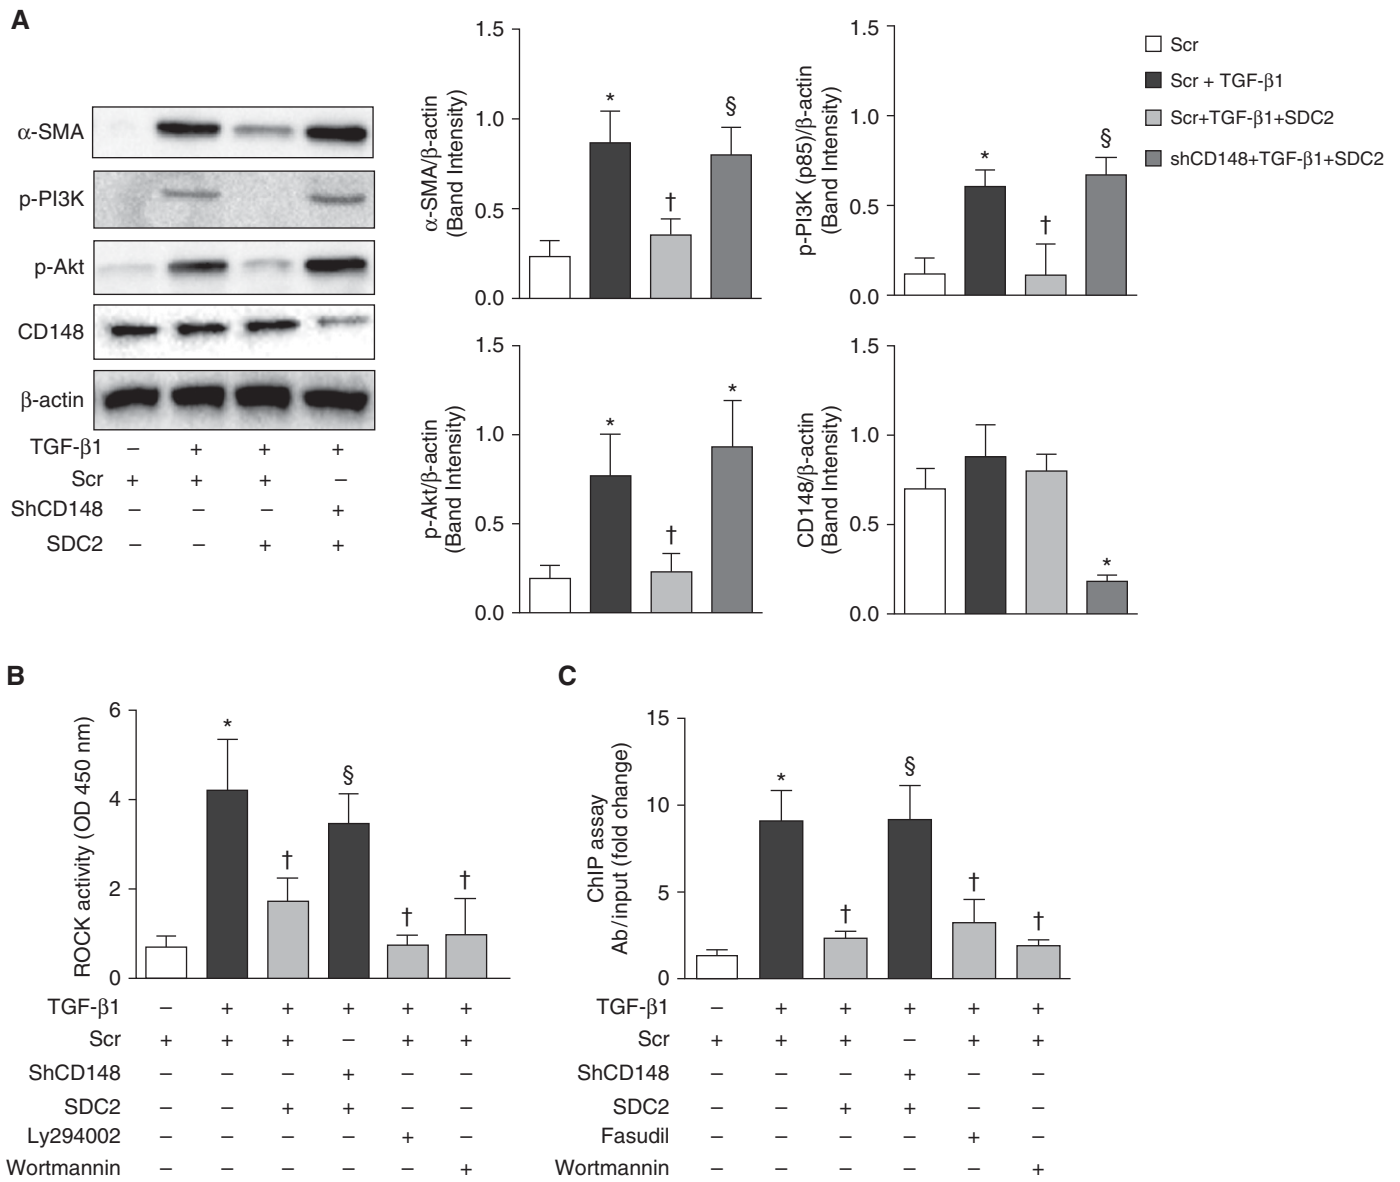 A
α-SMA
p-PI3K
p-Akt
CD148
β-actin
TGF-β1 – + + +
Scr + + + –
ShCD148 – – – +
SDC2 – – + +
α-SMA/β-actin
(Band Intensity)
1.5
1.0
0.5
0.0
*
†
§
p-PI3K (p85)/β-actin
(Band Intensity)
1.5
1.0
0.5
0.0
*
†
§
Scr
Scr + TGF-β1
Scr+TGF-β1+SDC2
shCD148+TGF-β1+SDC2
p-Akt/β-actin
(Band Intensity)
1.5
1.0
0.5
0.0
*
†
*
CD148/β-actin
(Band Intensity)
1.5
1.0
0.5
0.0
*
B
ROCK activity (OD 450 nm)
6
4
2
0
*
†
§
†
†
TGF-β1 – + + + + +
Scr + + + – + +
ShCD148 – – – + – –
SDC2 – – + + – –
Ly294002 – – – – + –
Wortmannin – – – – – +
C
ChIP assay
Ab/input (fold change)
15
10
5
0
*
†
§
†
†
TGF-β1 – + + + + +
Scr + + + – + +
ShCD148 – – – + – –
SDC2 – – + + – –
Fasudil – – – – + –
Wortmannin – – – – – +